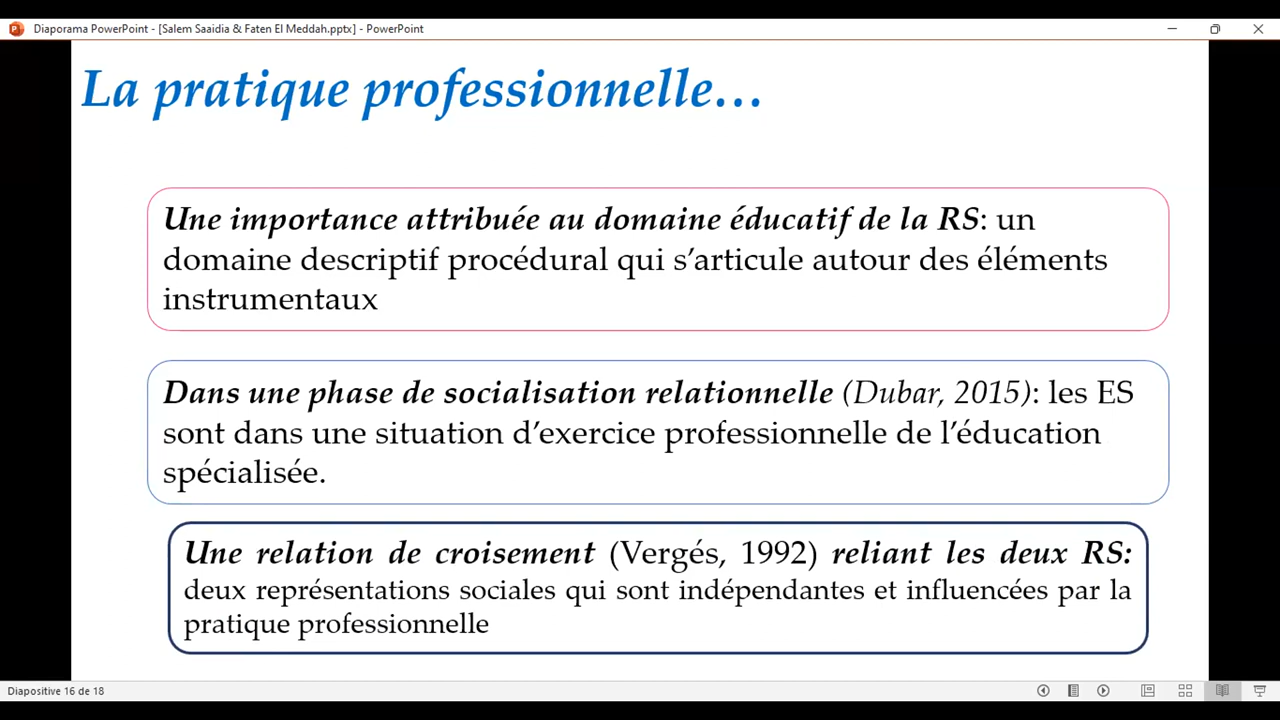 Diaporama PowerPoint - [Salem Saaidia & Faten El Meddah.pptx] - PowerPoint
La pratique professionnelle…
Une importance attribuée au domaine éducatif de la RS: un
domaine descriptif procédural qui s’articule autour des éléments
instrumentaux
Dans une phase de socialisation relationnelle (Dubar, 2015): les ES
sont dans une situation d’exercice professionnelle de l’éducation
spécialisée.
Une relation de croisement (Vergés, 1992) reliant les deux RS:
deux représentations sociales qui sont indépendantes et influencées par la
pratique professionnelle
Diapositive 16 de 18